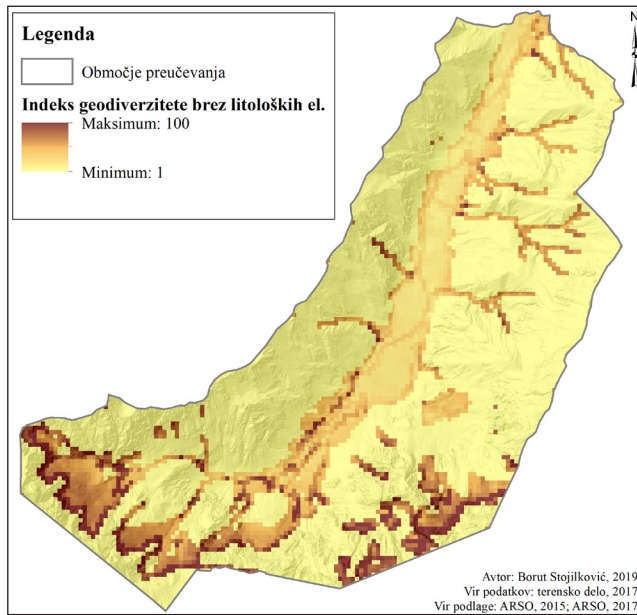 Legenda
Območje preučevanja
Indeks geodiverzitete brez litoloških el.
Maksimum: 100
Minimum: 1
N
Avtor: Borut Stojilković, 2019
Vir podatkov: terensko delo, 2017
Vir podlage: ARSO, 2015; ARSO, 2017